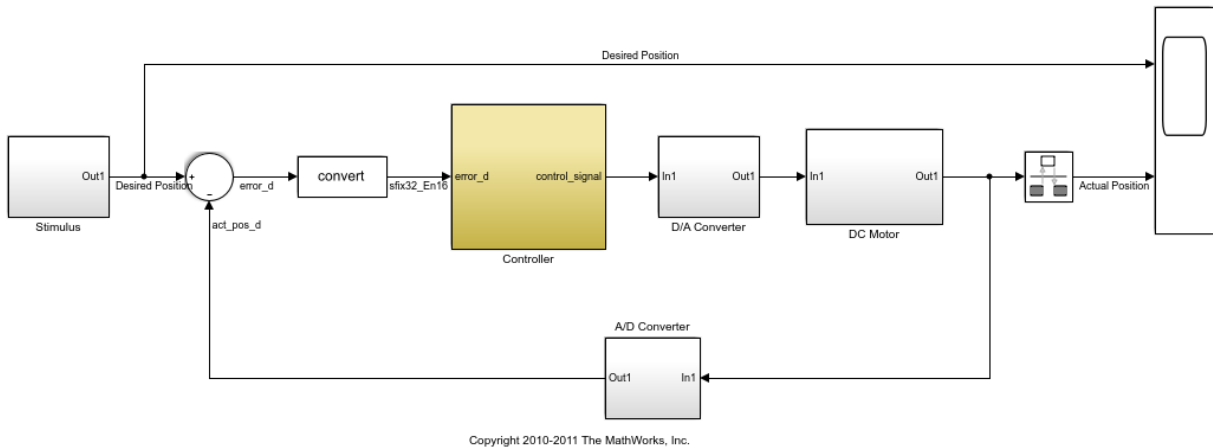 Desired Position
Out1
Desired Position
Stimulus
+
−
error_d
act_pos_d
convert
sfix32_En16
error_d
control_signal
Controller
In1
Out1
D/A Converter
In1
Out1
DC Motor
Actual Position
A/D Converter
Out1
In1
Copyright 2010-2011 The MathWorks, Inc.